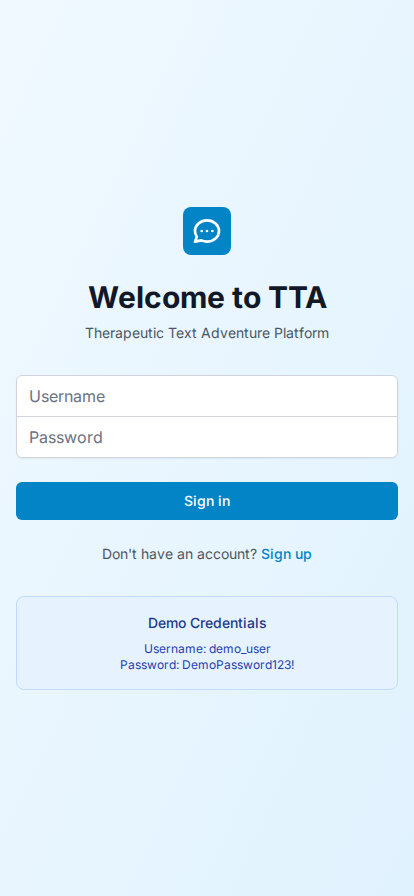 Welcome to TTA
Therapeutic Text Adventure Platform
Username
Password
Sign in
Don't have an account? Sign up
Demo Credentials
Username: demo_user
Password: DemoPassword123!